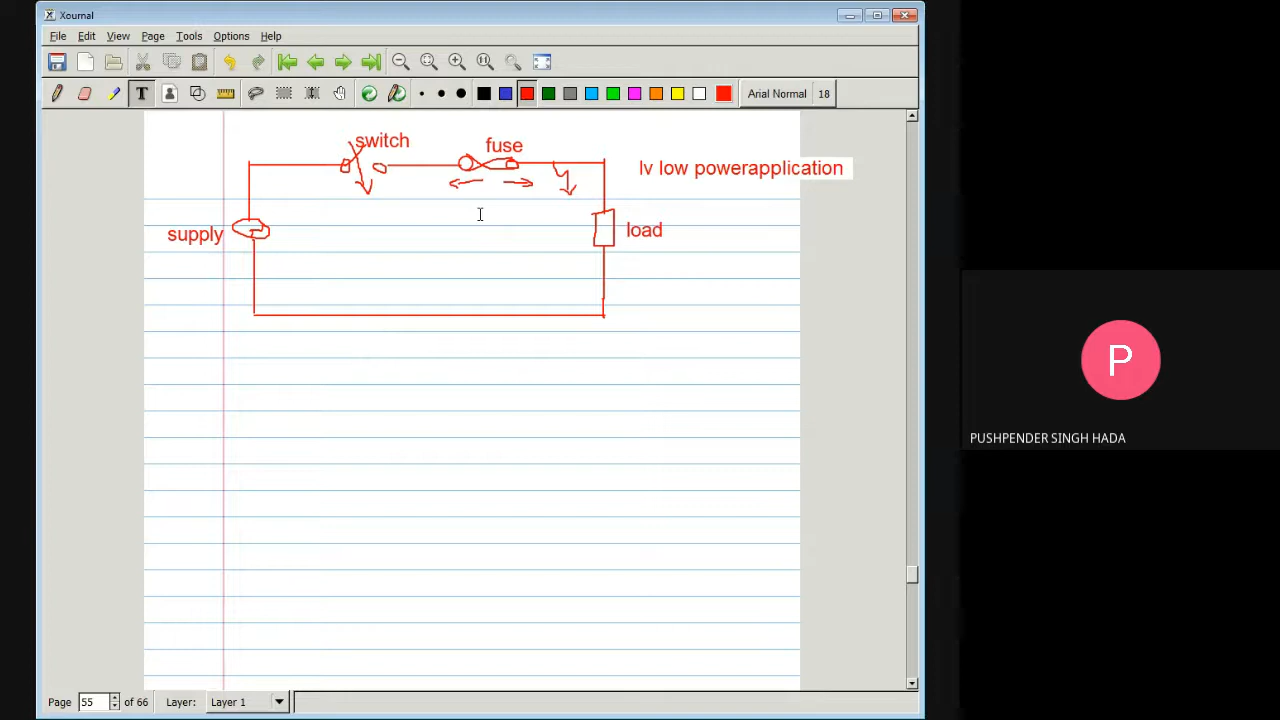 Xournal
File Edit View Page Tools Options Help
T Arial Normal 18
switch
fuse
lv low powerapplication
supply
load
P
PUSHPENDER SINGH HADA
Page 55 of 66 Layer: Layer 1